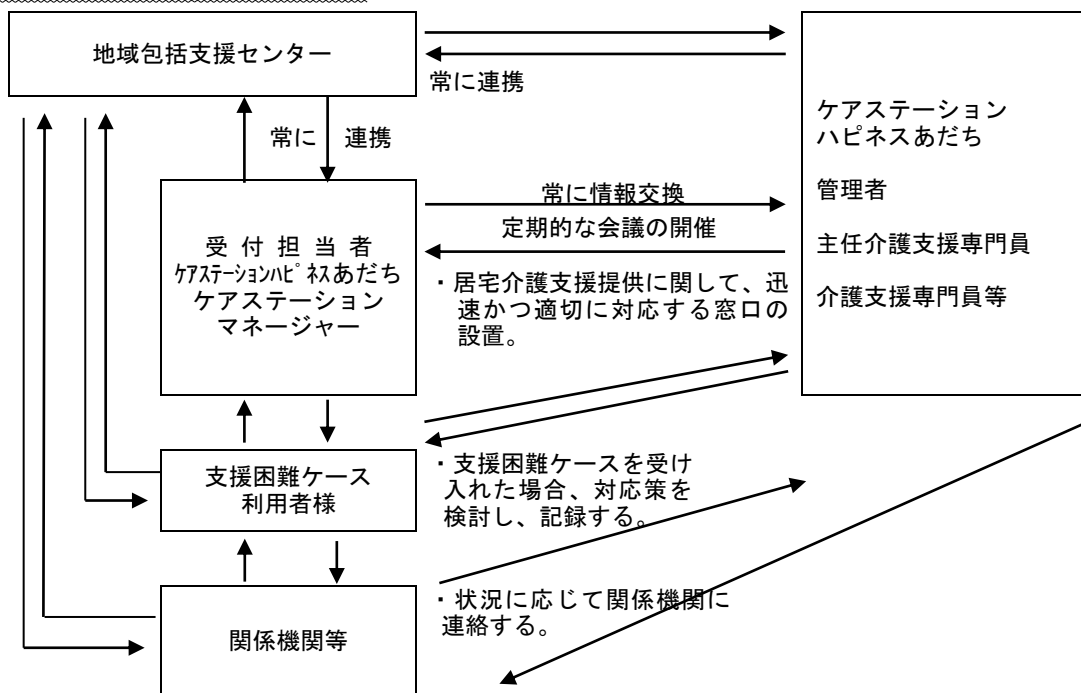 地域包括支援センター
常に連携
常に 連携
ケアステーション
ハピネスあだち
管理者
主任介護支援専門員
介護支援専門員等
受 付 担 当 者
ｹｱｽﾃｰｼｮﾝﾊﾋﾟﾈｽあだち
ケアステーション
マネージャー
常に情報交換
定期的な会議の開催
・居宅介護支援提供に関して、迅
速かつ適切に対応する窓口の
設置。
支援困難ケース
利用者様
・支援困難ケースを受け
入れた場合、対応策を
検討し、記録する。
関係機関等
・状況に応じて関係機関に
連絡する。